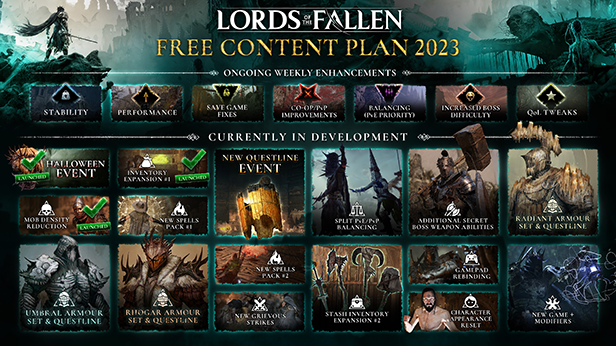 LORDS OF THE FALLEN
FREE CONTENT PLAN 2023
ONGOING WEEKLY ENHANCEMENTS
STABILITY
PERFORMANCE
SAVE GAME
FIXES
CO-OP/PVP
IMPROVEMENTS
BALANCING
(PVE PRIORITY)
INCREASED BOSS
DIFFICULTY
QOL TWEAKS
CURRENTLY IN DEVELOPMENT
HALLOWEEN
EVENT
LAUNCHED
INVENTORY
EXPANSION #1
LAUNCHED
MOB DENSITY
REDUCTION
LAUNCHED
NEW SPELLS
PACK #1
NEW QUESTLINE
EVENT
SPLIT PVE/PVP
BALANCING
ADDITIONAL SECRET
BOSS WEAPON ABILITIES
RADIANT ARMOUR
SET & QUESTLINE
UMBRAL ARMOUR
SET & QUESTLINE
RHOGAR ARMOUR
SET & QUESTLINE
NEW SPELLS
PACK #2
NEW GRIEVOUS
STRIKES
STASH INVENTORY
EXPANSION #2
GAMEPAD
REBINDING
CHARACTER
APPEARANCE
RESET
NEW GAME +
MODIFIERS